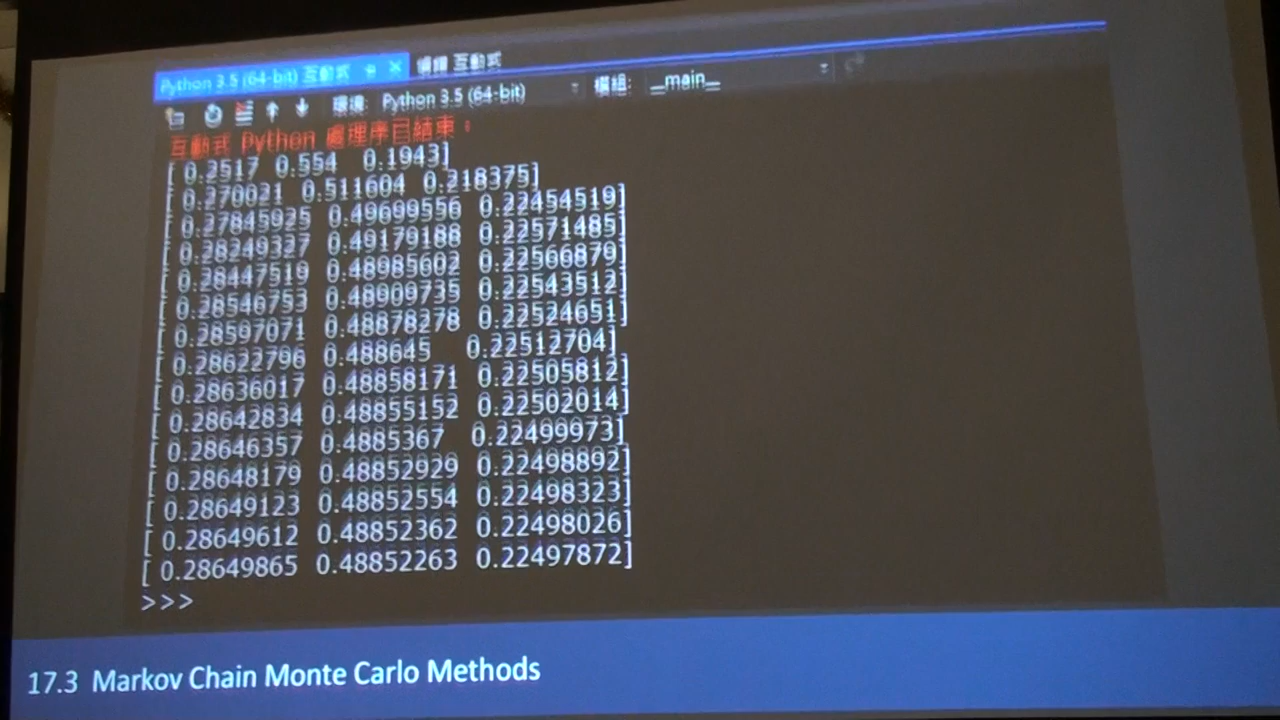 Python 3.5 (64-bit) 互動式
環境: Python 3.5 (64-bit) 模組: __main__
互動式 Python 處理序已結束。
[ 0.2517 0.554 0.1943]
[ 0.270021 0.511604 0.218375]
[ 0.27845925 0.49699556 0.22454519]
[ 0.28249327 0.49179188 0.22571485]
[ 0.28447519 0.48985602 0.22566879]
[ 0.28546753 0.48909735 0.22543512]
[ 0.28597071 0.48878278 0.22524651]
[ 0.28622796 0.488645 0.22512704]
[ 0.28636017 0.48858171 0.22505812]
[ 0.28642834 0.48855152 0.22502014]
[ 0.28646357 0.4885367 0.22499973]
[ 0.28648179 0.48852929 0.22498892]
[ 0.28649123 0.48852554 0.22498323]
[ 0.28649612 0.48852362 0.22498026]
[ 0.28649865 0.48852263 0.22497872]
>>>
17.3 Markov Chain Monte Carlo Methods